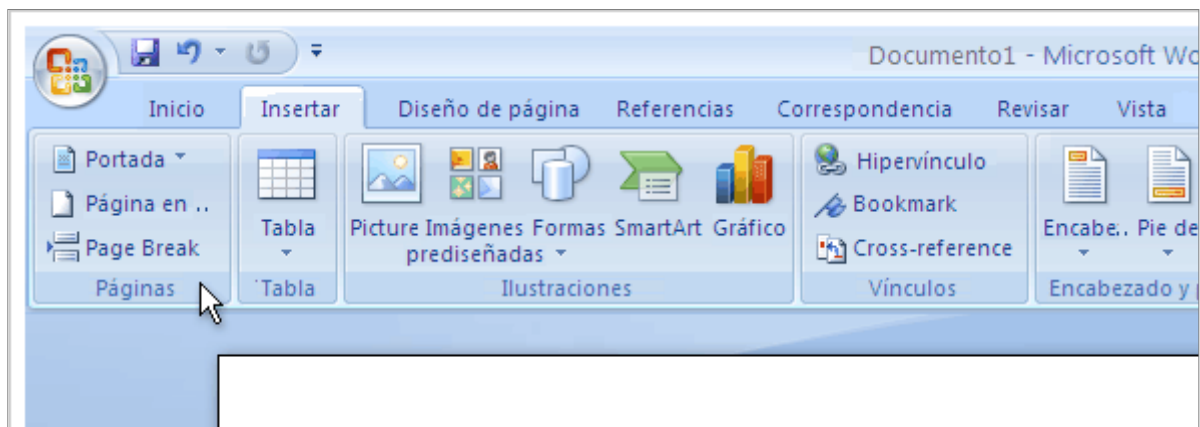 Documento1 - Microsoft Wo
Inicio Insertar Diseño de página Referencias Correspondencia Revisar Vista
Portada
Página en ..
Page Break
Páginas
Tabla
Tabla
Picture Imágenes prediseñadas Formas SmartArt Gráfico
Ilustraciones
Hipervínculo
Bookmark
Cross-reference
Vínculos
Encabe.. Pie de
Encabezado y